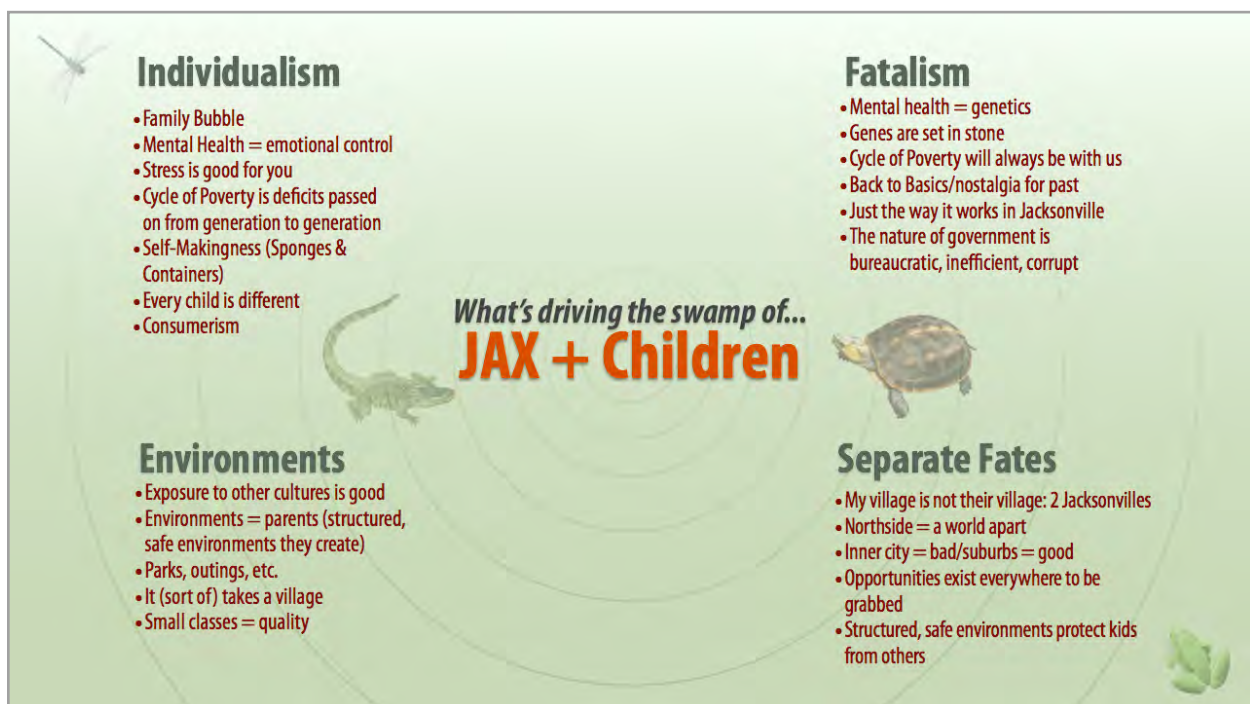 Individualism
• Family Bubble
• Mental Health = emotional control
• Stress is good for you
• Cycle of Poverty is deficits passed
on from generation to generation
• Self-Makingness (Sponges &
Containers)
• Every child is different
• Consumerism
Fatalism
• Mental health = genetics
• Genes are set in stone
• Cycle of Poverty will always be with us
• Back to Basics/nostalgia for past
• Just the way it works in Jacksonville
• The nature of government is
bureaucratic, inefficient, corrupt
What's driving the swamp of...
JAX + Children
Environments
• Exposure to other cultures is good
• Environments = parents (structured,
safe environments they create)
• Parks, outings, etc.
• It (sort of) takes a village
• Small classes = quality
Separate Fates
• My village is not their village: 2 Jacksonvilles
• Northside = a world apart
• Inner city = bad/suburbs = good
• Opportunities exist everywhere to be
grabbed
• Structured, safe environments protect kids
from others